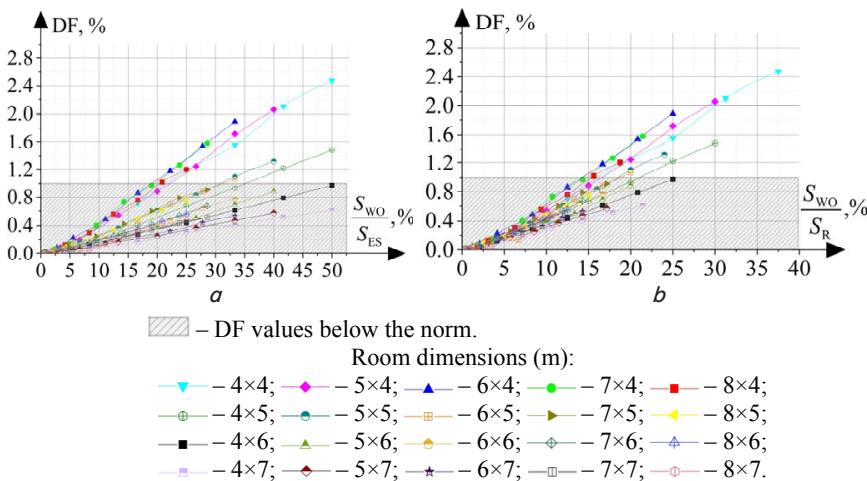 DF, %
2.8
2.4
2.0
1.6
1.2
0.8
0.4
0.0
0 5 10 15 20 25 30 35 40 45 50
S_WO / S_ES , %
a
DF, %
2.8
2.4
2.0
1.6
1.2
0.8
0.4
0.0
0 5 10 15 20 25 30 35 40
S_WO / S_R , %
b
– DF values below the norm.
Room dimensions (m):
– 4×4; – 5×4; – 6×4; – 7×4; – 8×4;
– 4×5; – 5×5; – 6×5; – 7×5; – 8×5;
– 4×6; – 5×6; – 6×6; – 7×6; – 8×6;
– 4×7; – 5×7; – 6×7; – 7×7; – 8×7.